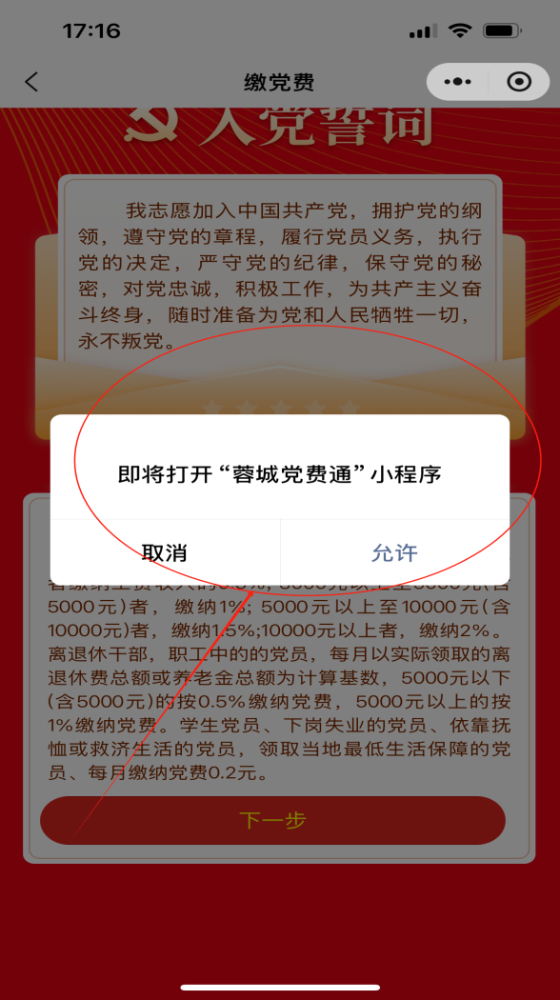 17:16
缴党费
入党誓词
我志愿加入中国共产党，拥护党的纲
领，遵守党的章程，履行党员义务，执行
党的决定，严守党的纪律，保守党的秘
密，对党忠诚，积极工作，为共产主义奋
斗终身，随时准备为党和人民牺牲一切，
永不叛党。
即将打开“蓉城党费通”小程序
取消
允许
5000元)者，缴纳1%; 5000元以上至10000元(含
10000元)者，缴纳1.5%;10000元以上者，缴纳2%。
离退休干部，职工中的的党员，每月以实际领取的离
退休费总额或养老金总额为计算基数，5000元以下
(含5000元)的按0.5%缴纳党费，5000元以上的按
1%缴纳党费。学生党员、下岗失业的党员、依靠抚
恤或救济生活的党员，领取当地最低生活保障的党
员、每月缴纳党费0.2元。
下一步